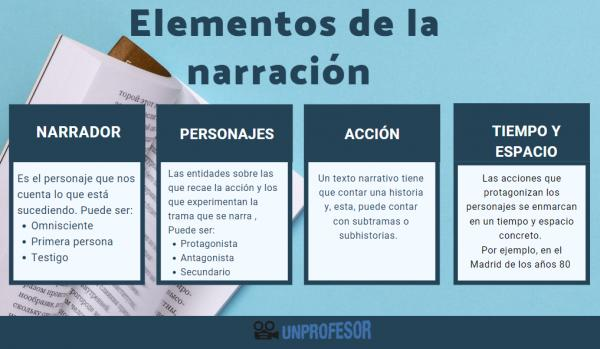 Elementos de la
narración
NARRADOR
Es el personaje que nos
cuenta lo que está
sucediendo. Puede ser:
• Omnisciente
• Primera persona
• Testigo
PERSONAJES
Las entidades sobre las
que recae la acción y los
que experimentan la
trama que se narra ,
Puede ser:
• Protagonista
• Antagonista
• Secundario
ACCIÓN
Un texto narrativo tiene
que contar una historia
y, esta, puede contar
con subtramas o
subhistorias.
TIEMPO Y
ESPACIO
Las acciones que
protagonizan los
personajes se enmarcan
en un tiempo y espacio
concreto.
Por ejemplo, en el
Madrid de los años 80
UNPROFESOR